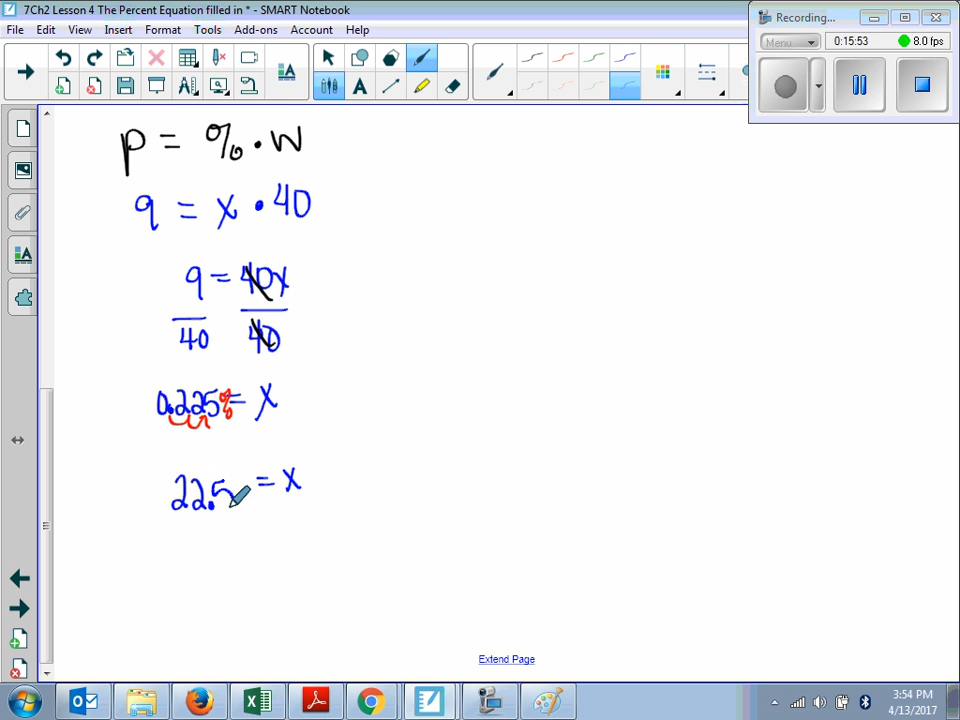 7Ch2 Lesson 4 The Percent Equation filled in * - SMART Notebook
File Edit View Insert Format Tools Add-ons Account Help
Recording...
Menu
0:15:53
8.0 fps
p = % · w
9 = x · 40
9 = 40x
40 40
0.225% = x
22.5 = x
Extend Page
3:54 PM
4/13/2017